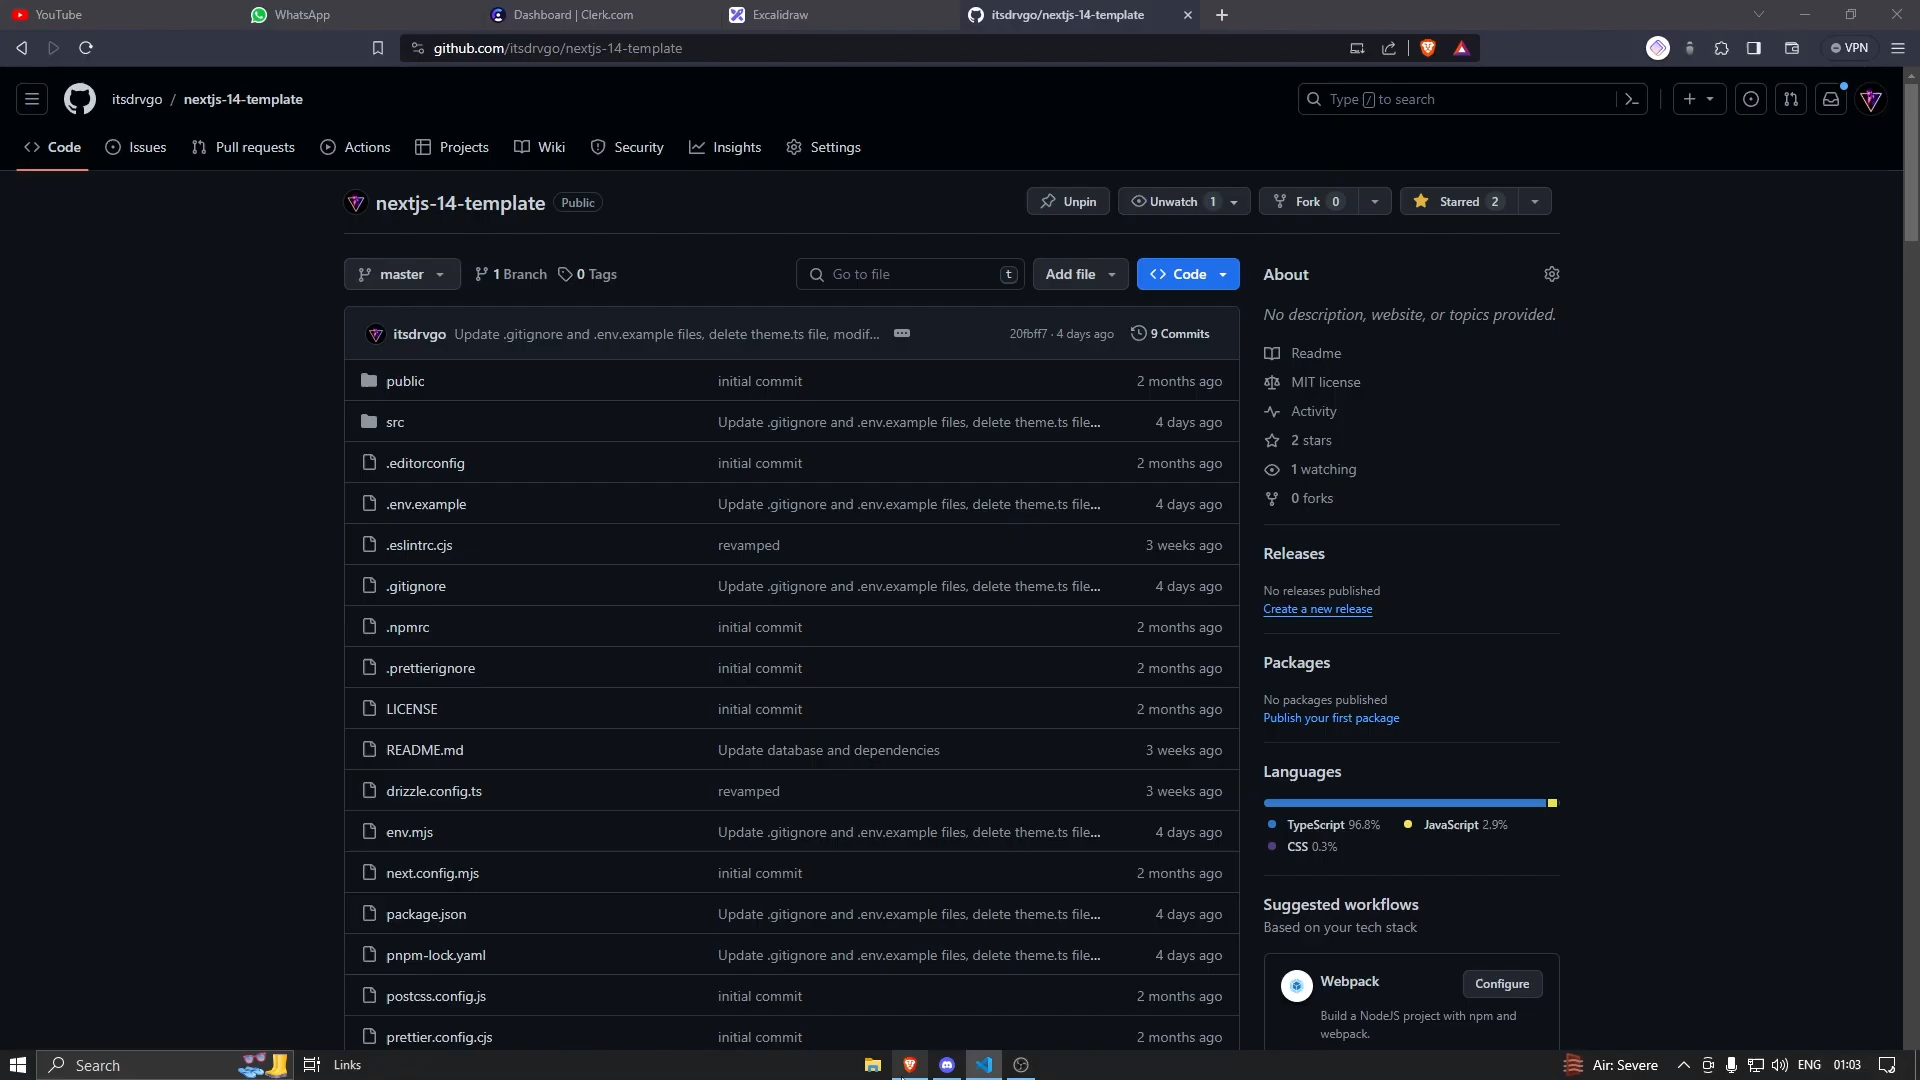 YouTube
WhatsApp
Dashboard | Clerk.com
Excalidraw
itsdrvgo/nextjs-14-template
github.com/itsdrvgo/nextjs-14-template
VPN
itsdrvgo / nextjs-14-template
Type / to search
Code
Issues
Pull requests
Actions
Projects
Wiki
Security
Insights
Settings
nextjs-14-template Public
Unpin
Unwatch 1
Fork 0
Starred 2
master
1 Branch
0 Tags
Go to file t
Add file
Code
itsdrvgo Update .gitignore and .env.example files, delete theme.ts file, modif... 20fbff7 · 4 days ago 9 Commits
public initial commit 2 months ago
src Update .gitignore and .env.example files, delete theme.ts file... 4 days ago
.editorconfig initial commit 2 months ago
.env.example Update .gitignore and .env.example files, delete theme.ts file... 4 days ago
.eslintrc.cjs revamped 3 weeks ago
.gitignore Update .gitignore and .env.example files, delete theme.ts file... 4 days ago
.npmrc initial commit 2 months ago
.prettierignore initial commit 2 months ago
LICENSE initial commit 2 months ago
README.md Update database and dependencies 3 weeks ago
drizzle.config.ts revamped 3 weeks ago
env.mjs Update .gitignore and .env.example files, delete theme.ts file... 4 days ago
next.config.mjs initial commit 2 months ago
package.json Update .gitignore and .env.example files, delete theme.ts file... 4 days ago
pnpm-lock.yaml Update .gitignore and .env.example files, delete theme.ts file... 4 days ago
postcss.config.js initial commit 2 months ago
prettier.config.cjs initial commit 2 months ago
About
No description, website, or topics provided.
Readme
MIT license
Activity
2 stars
1 watching
0 forks
Releases
No releases published
Create a new release
Packages
No packages published
Publish your first package
Languages
TypeScript 96.8%
JavaScript 2.9%
CSS 0.3%
Suggested workflows
Based on your tech stack
Webpack
Configure
Build a NodeJS project with npm and
webpack.
Search
Links
Air: Severe
ENG
01:03